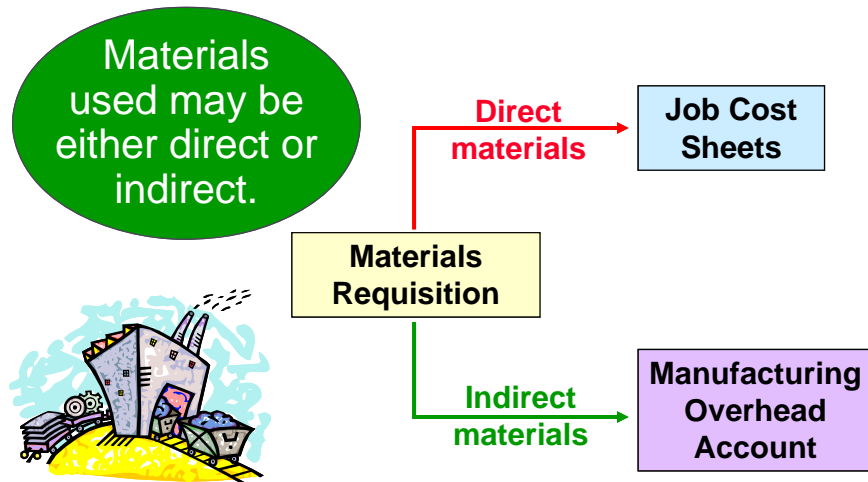 Materials
used may be
either direct or
indirect.
Direct
materials
Job Cost
Sheets
Materials
Requisition
Indirect
materials
Manufacturing
Overhead
Account